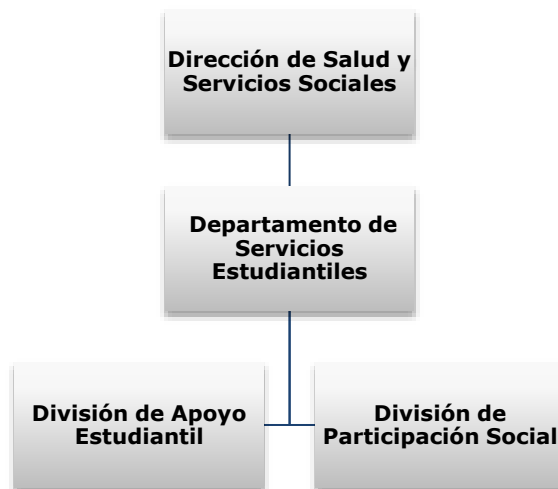 Dirección de Salud y
Servicios Sociales
Departamento de
Servicios
Estudiantiles
División de Apoyo
Estudiantil
División de
Participación Social